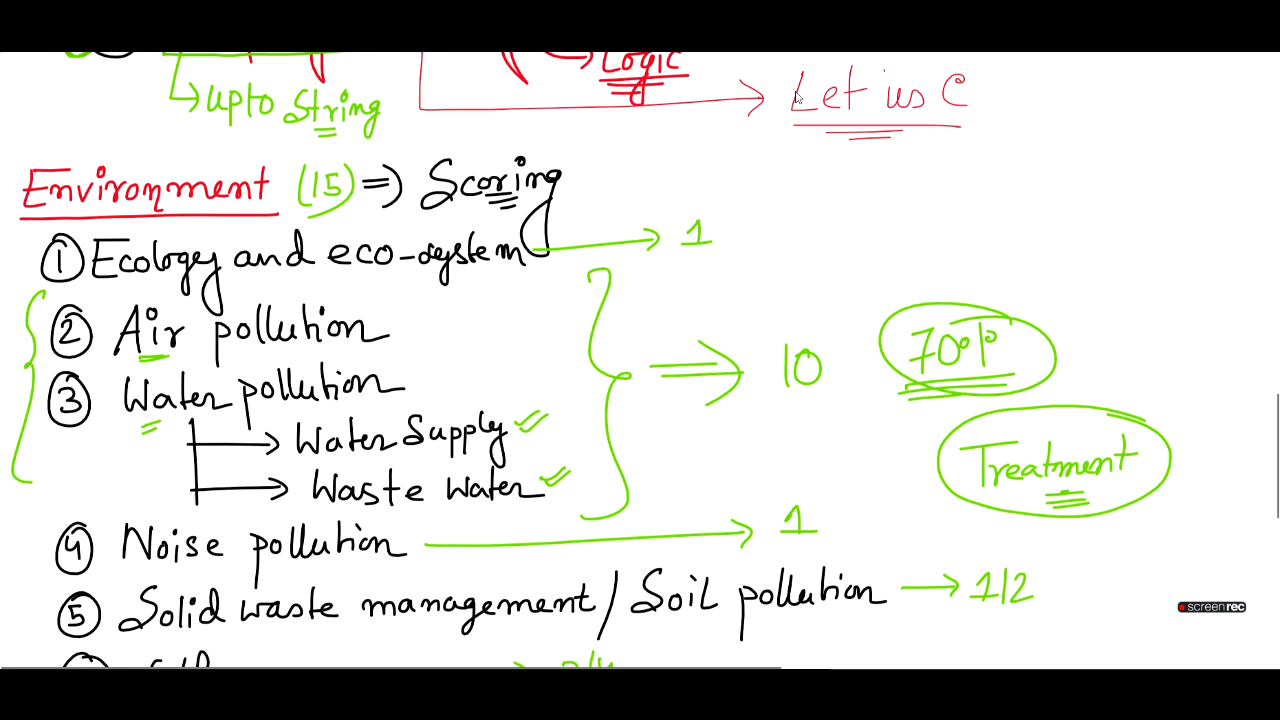 Logic
upto String
Let us C
Environment (15) ⇒ Scoring
① Ecology and eco-system → 1
② Air pollution
③ Water pollution
⇒ 10
70%
→ Water Supply
→ Waste water
Treatment
④ Noise pollution → 1
⑤ Solid waste management / Soil pollution → 1/2
screenrec